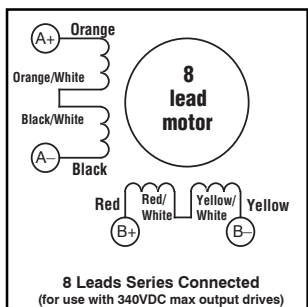 A+
Orange
Orange/White
Black/White
A–
Black
8
lead
motor
Red
Red/
White
Yellow/
White
Yellow
B+
B–
8 Leads Series Connected
(for use with 340VDC max output drives)